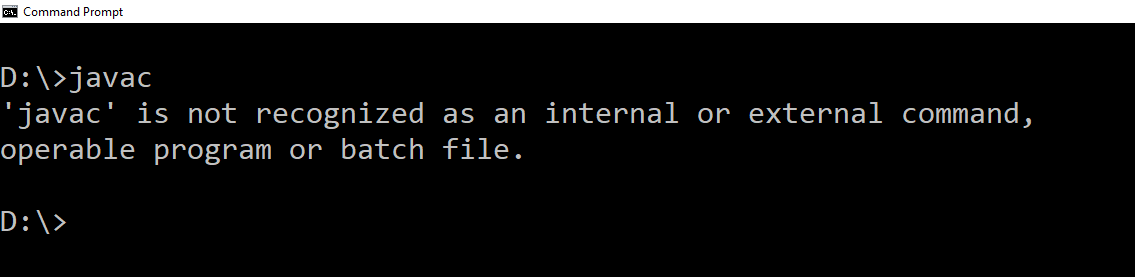 Command Prompt
D:\>javac
'javac' is not recognized as an internal or external command,
operable program or batch file.
D:\>